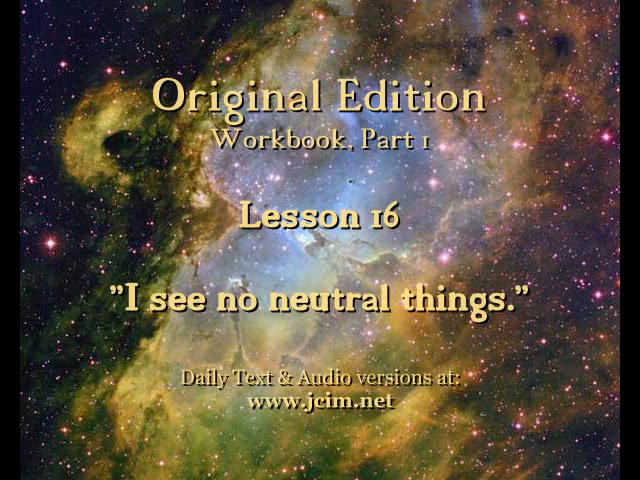 Original Edition
Workbook, Part 1
Lesson 16
"I see no neutral things."
Daily Text & Audio versions at:
www.jcim.net